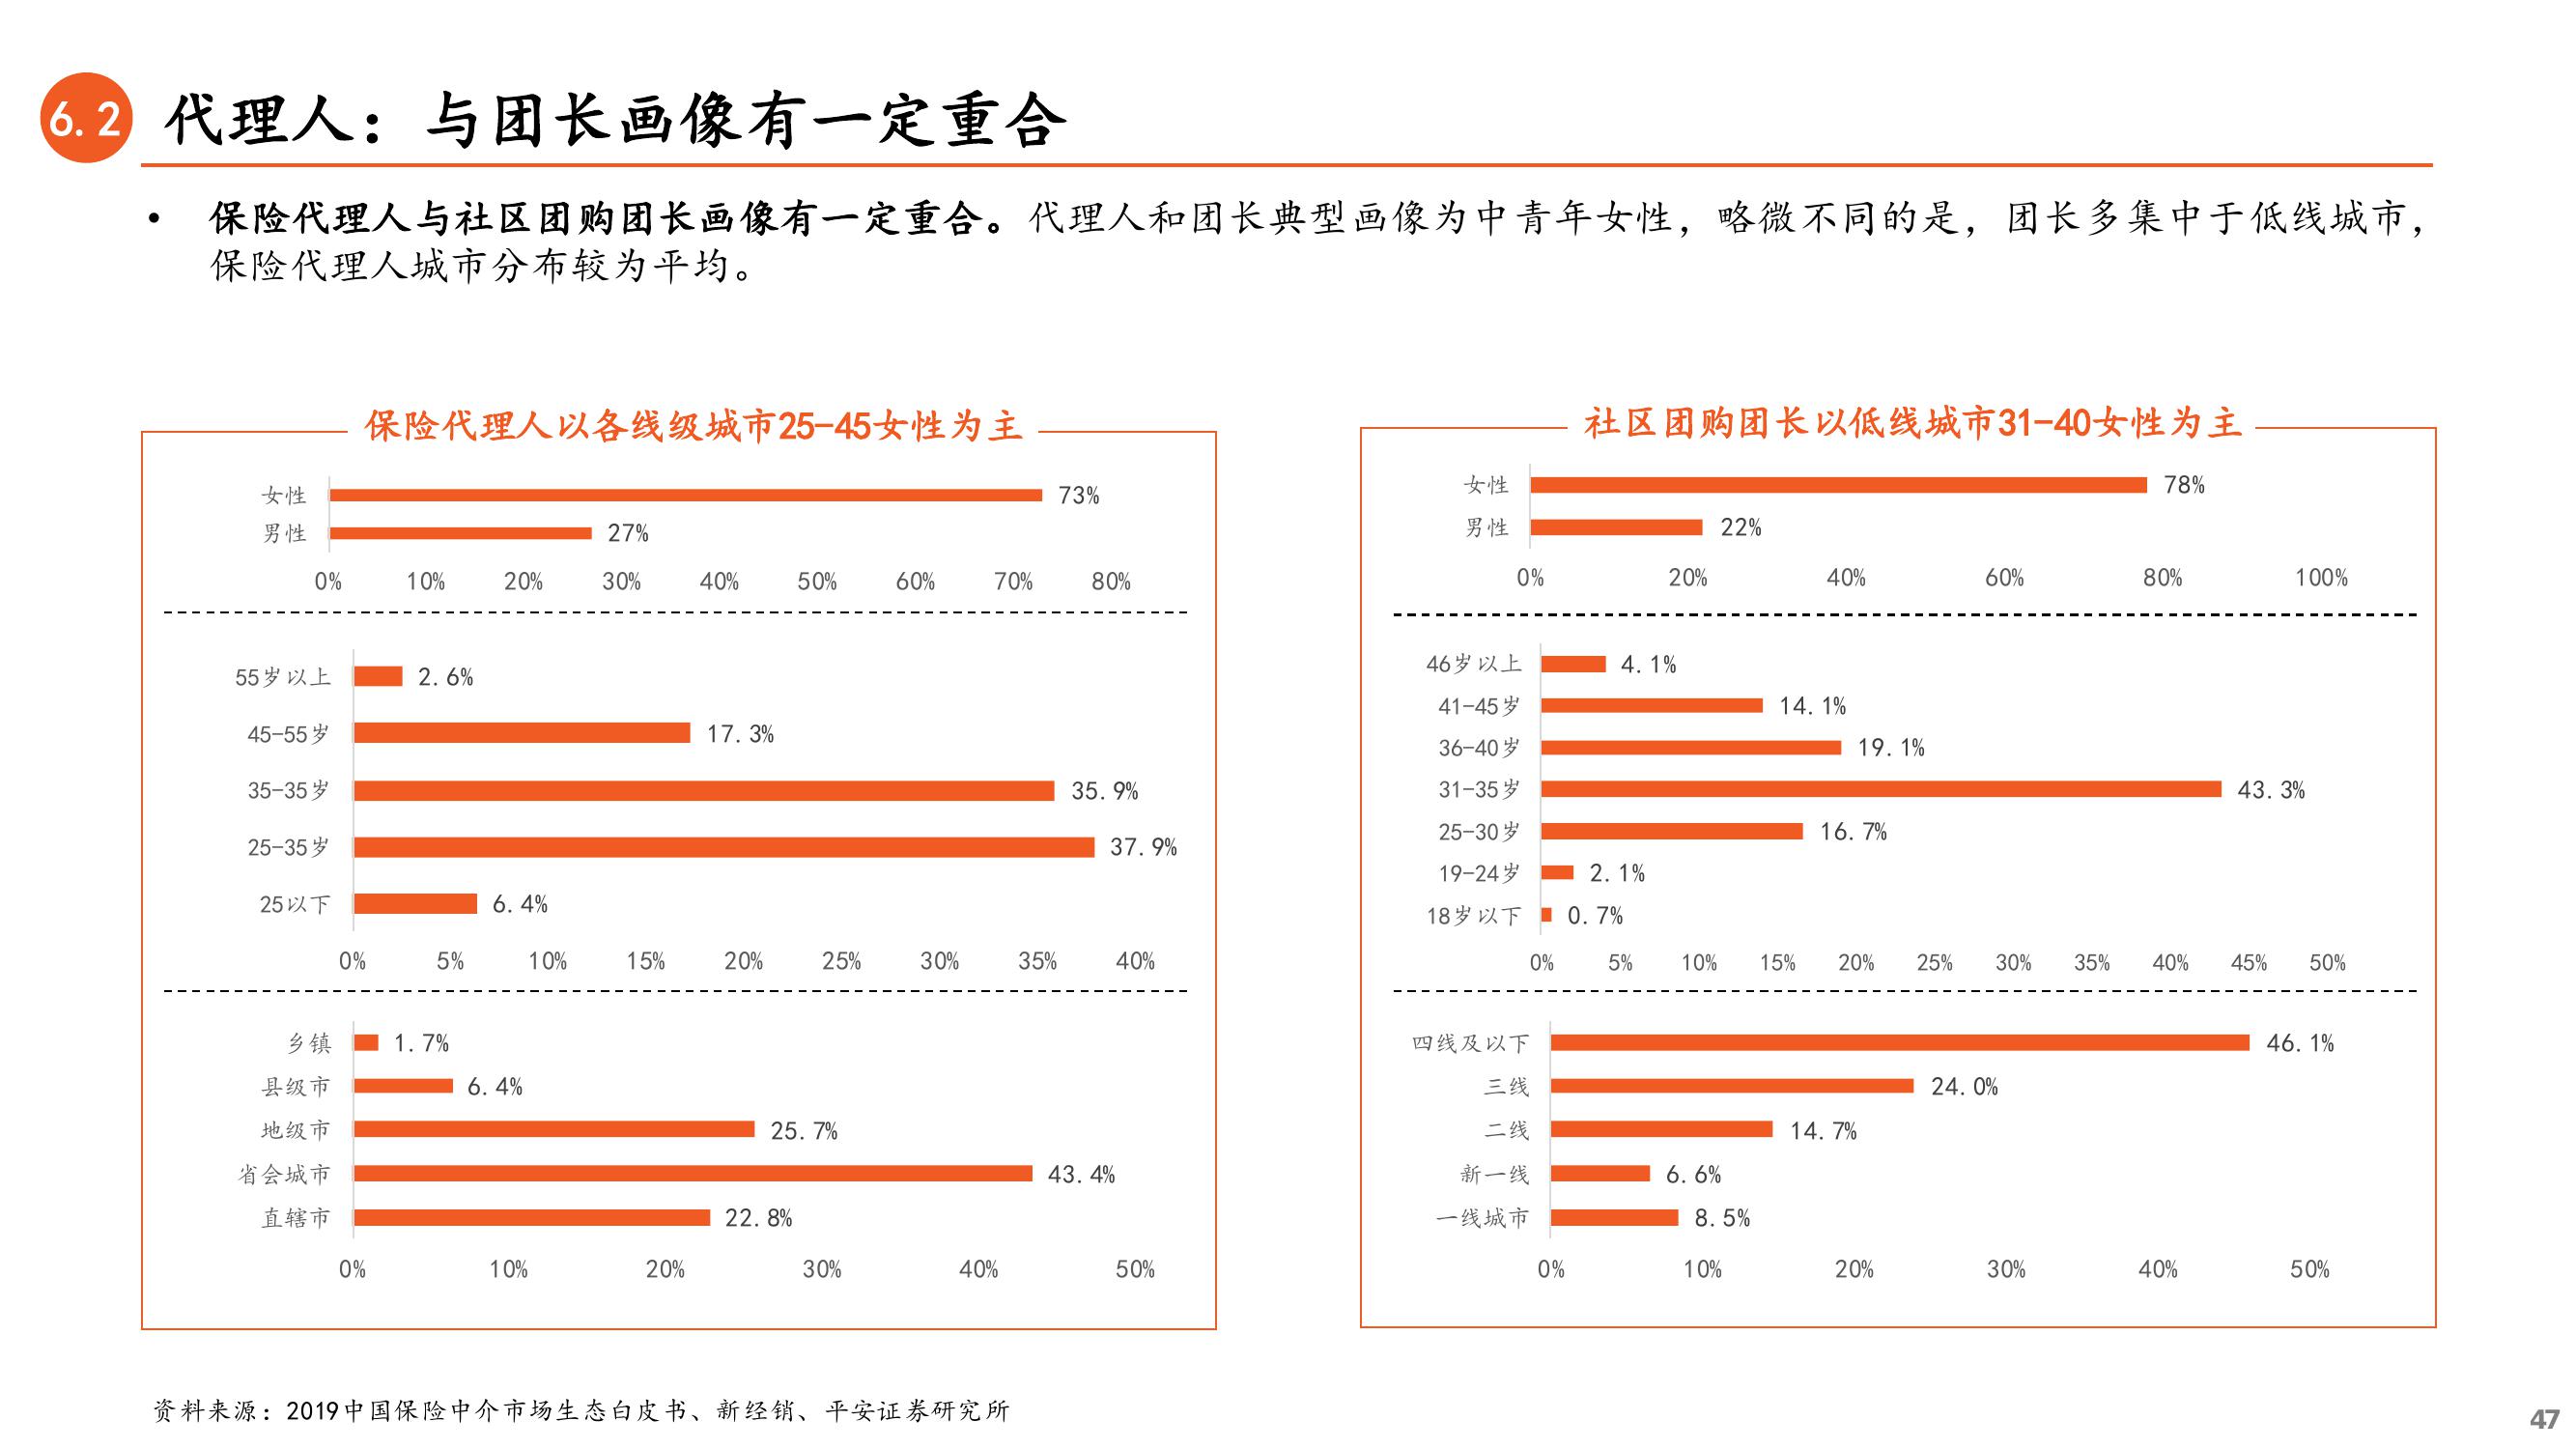 6.2 代理人：与团长画像有一定重合
• 保险代理人与社区团购团长画像有一定重合。代理人和团长典型画像为中青年女性，略微不同的是，团长多集中于低线城市，
保险代理人城市分布较为平均。
保险代理人以各线级城市25-45女性为主
女性 73%
男性 27%
0% 10% 20% 30% 40% 50% 60% 70% 80%
55岁以上 2.6%
45-55岁 17.3%
35-35岁 35.9%
25-35岁 37.9%
25以下 6.4%
0% 5% 10% 15% 20% 25% 30% 35% 40%
乡镇 1.7%
县级市 6.4%
地级市 25.7%
省会城市 43.4%
直辖市 22.8%
0% 10% 20% 30% 40% 50%
社区团购团长以低线城市31-40女性为主
女性 78%
男性 22%
0% 20% 40% 60% 80% 100%
46岁以上 4.1%
41-45岁 14.1%
36-40岁 19.1%
31-35岁 43.3%
25-30岁 16.7%
19-24岁 2.1%
18岁以下 0.7%
0% 5% 10% 15% 20% 25% 30% 35% 40% 45% 50%
四线及以下 46.1%
三线 24.0%
二线 14.7%
新一线 6.6%
一线城市 8.5%
0% 10% 20% 30% 40% 50%
资料来源：2019中国保险中介市场生态白皮书、新经销、平安证券研究所
47